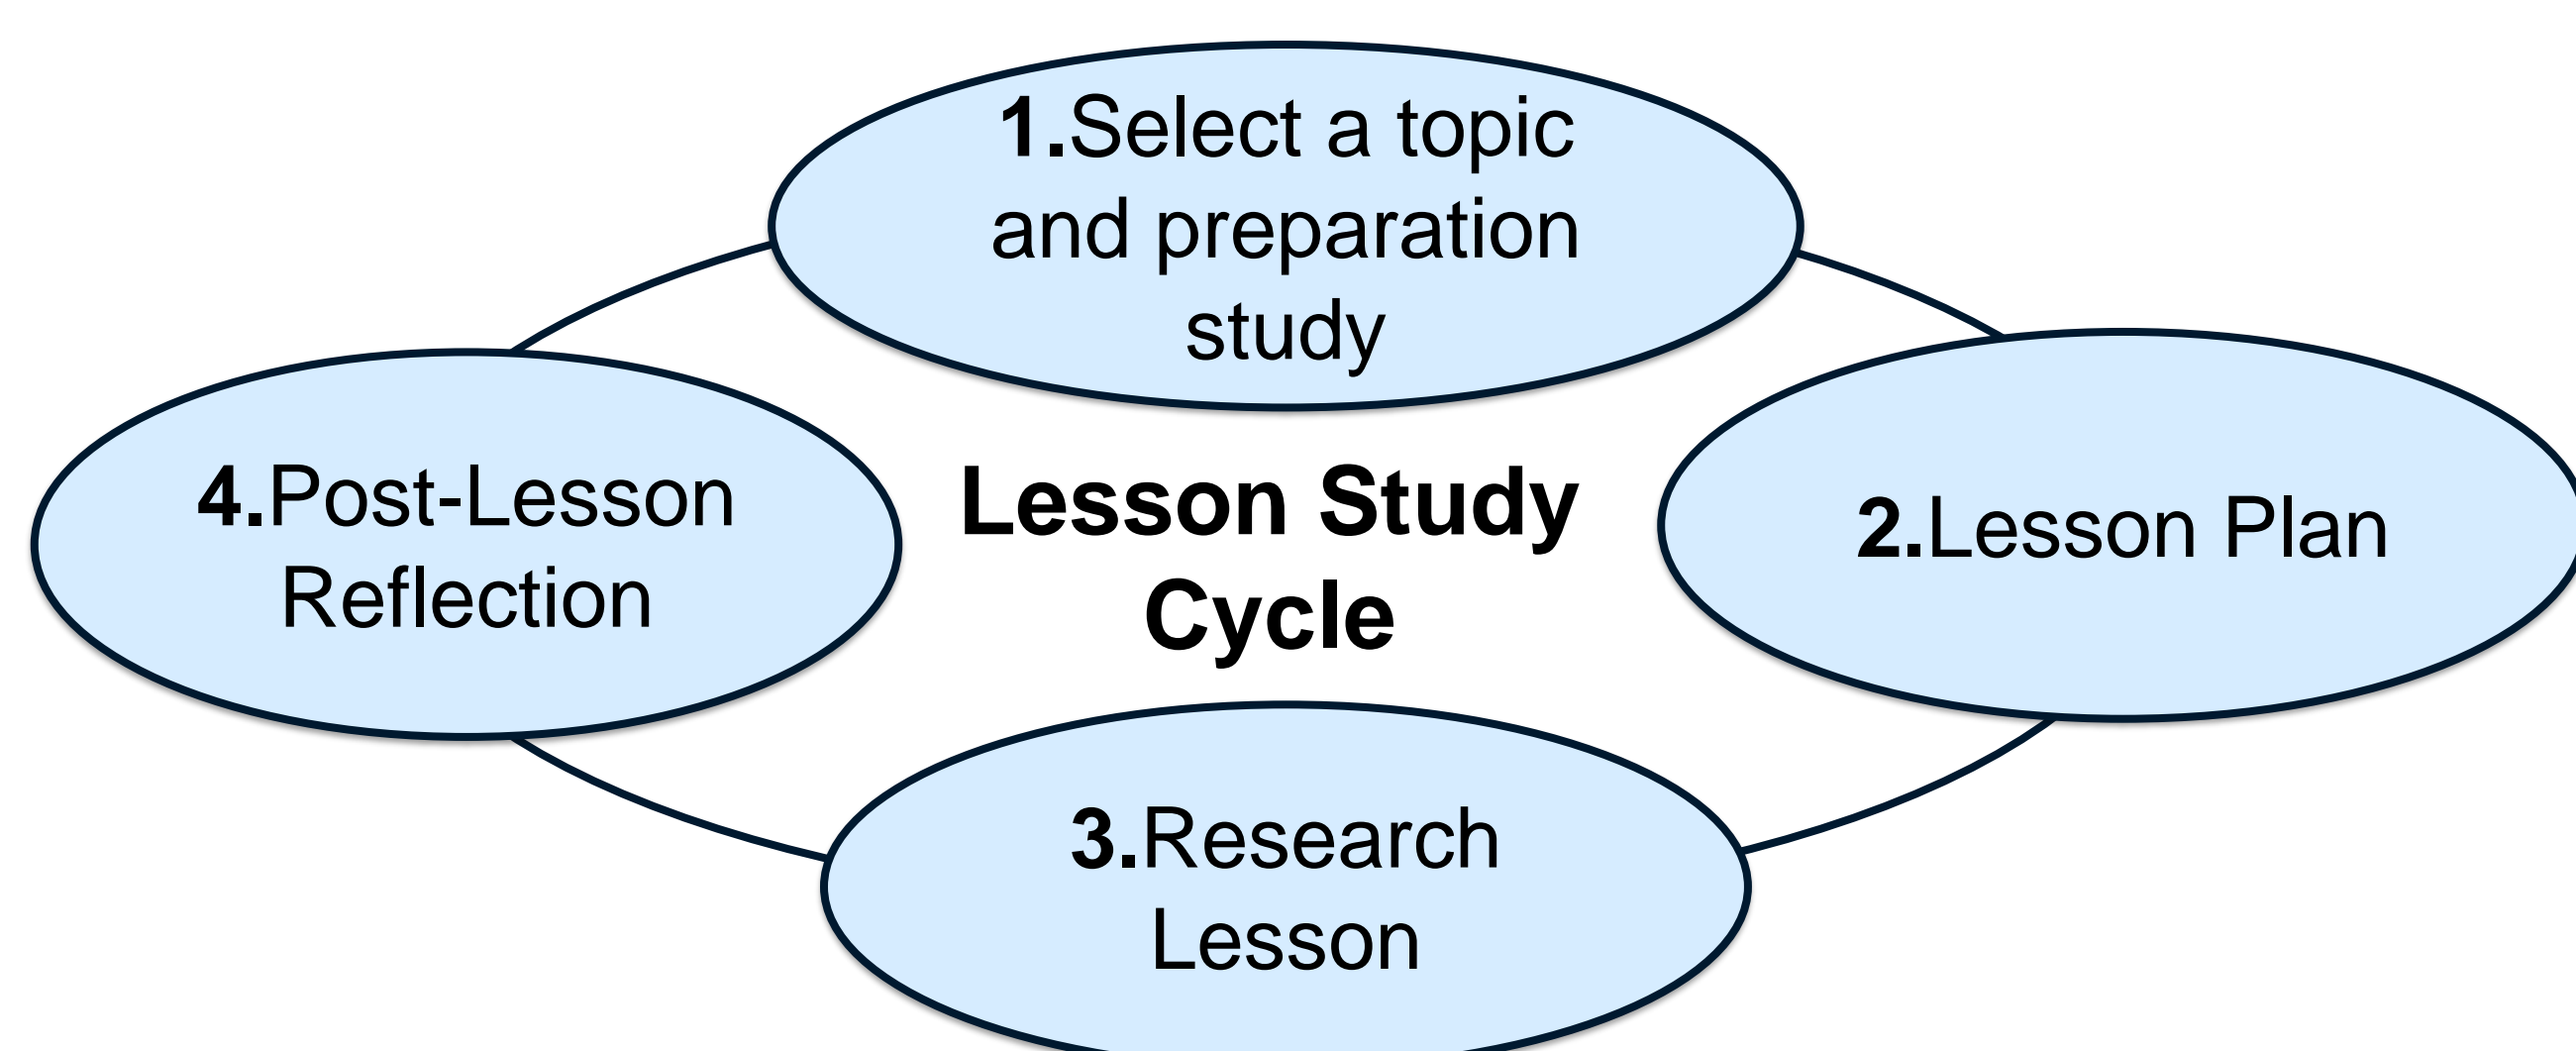 1.Select a topic
and preparation
study
2.Lesson Plan
3.Research
Lesson
4.Post-Lesson
Reflection
Lesson Study
Cycle